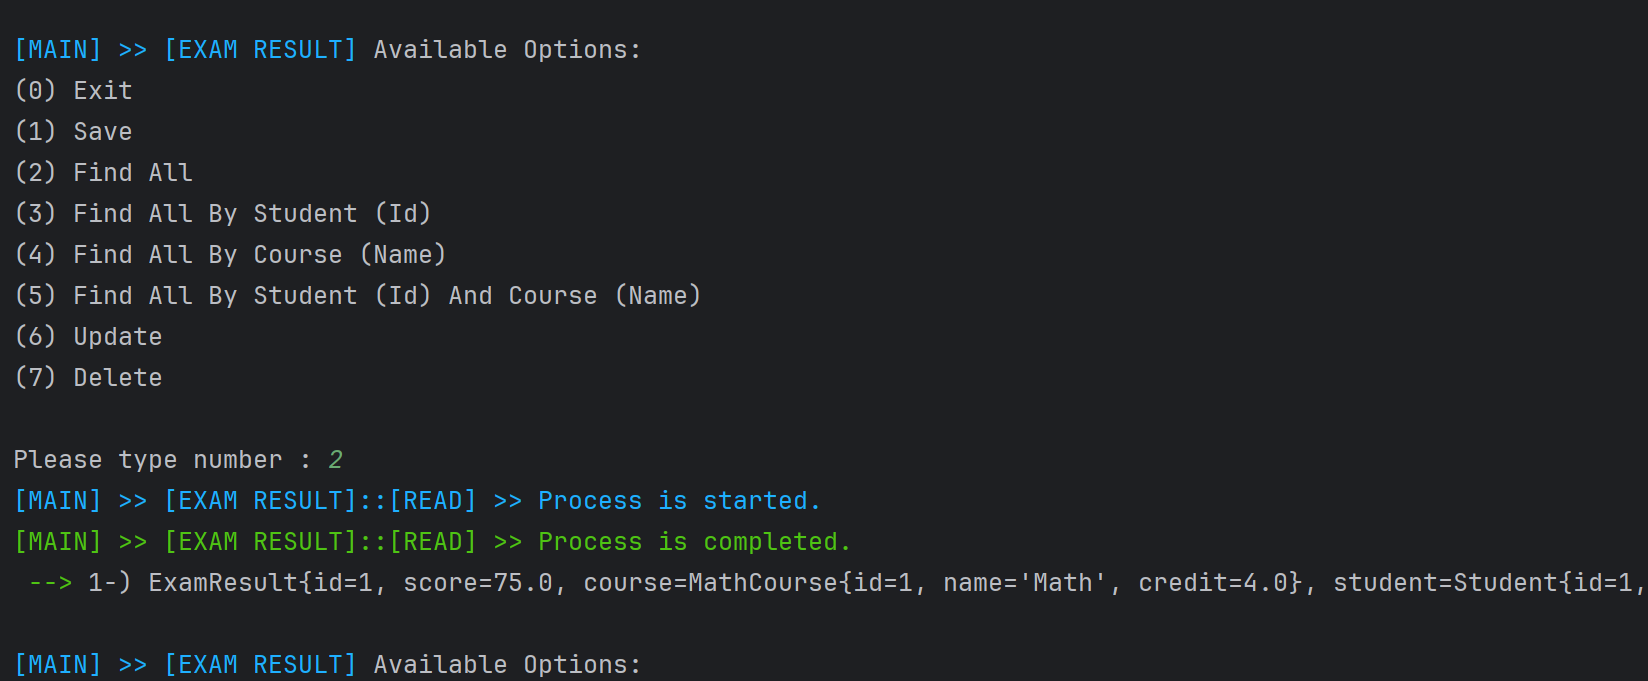 [MAIN] >> [EXAM RESULT] Available Options:
(0) Exit
(1) Save
(2) Find All
(3) Find All By Student (Id)
(4) Find All By Course (Name)
(5) Find All By Student (Id) And Course (Name)
(6) Update
(7) Delete
Please type number : 2
[MAIN] >> [EXAM RESULT]::[READ] >> Process is started.
[MAIN] >> [EXAM RESULT]::[READ] >> Process is completed.
--> 1-) ExamResult{id=1, score=75.0, course=MathCourse{id=1, name='Math', credit=4.0}, student=Student{id=1,
[MAIN] >> [EXAM RESULT] Available Options: